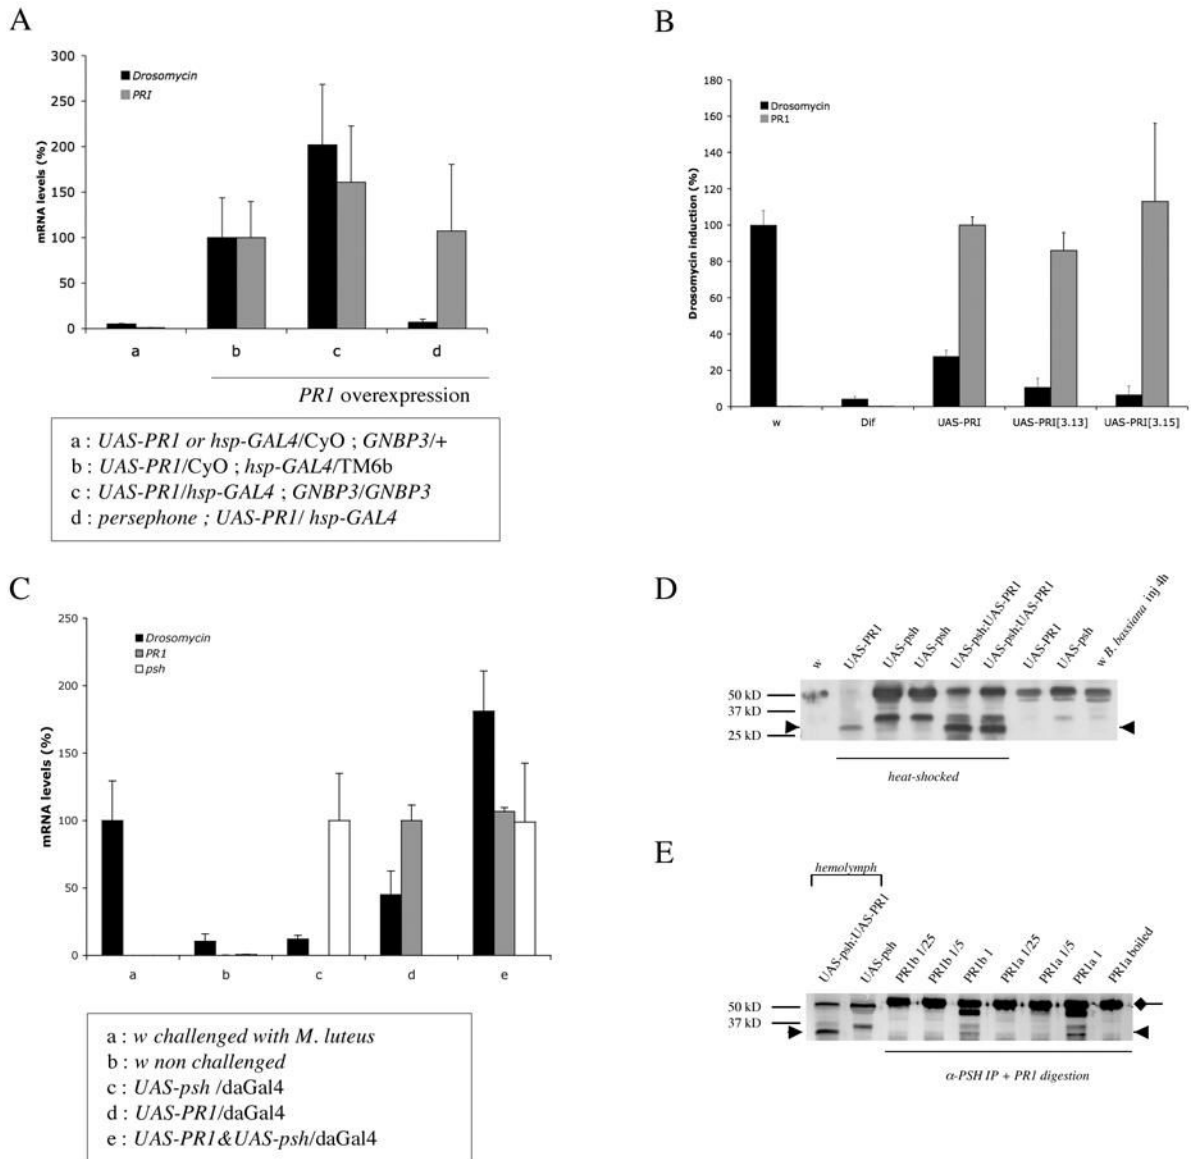 A
300
250
200
150
100
50
0
mRNA levels (%)
Drosomycin
PRI
a
b
c
d
PR1 overexpression
a : UAS-PR1 or hsp-GAL4/CyO ; GNBP3/+
b : UAS-PR1/CyO ; hsp-GAL4/TM6b
c : UAS-PR1/hsp-GAL4 ; GNBP3/GNBP3
d : persephone ; UAS-PR1/ hsp-GAL4
B
180
160
140
120
100
80
60
40
20
0
Drosomycin induction (%)
Drosomycin
PR1
w
Dif
UAS-PRI
UAS-PRI[3.13]
UAS-PRI[3.15]
C
250
200
150
100
50
0
mRNA levels (%)
Drosomycin
PR1
psh
a
b
c
d
e
a : w challenged with M. luteus
b : w non challenged
c : UAS-psh /daGal4
d : UAS-PR1/daGal4
e : UAS-PR1&UAS-psh/daGal4
D
w
UAS-PR1
UAS-psh
UAS-psh
UAS-psh;UAS-PR1
UAS-psh;UAS-PR1
UAS-PR1
UAS-psh
w B. bassiana inj 4h
50 kD
37 kD
25 kD
heat-shocked
E
hemolymph
UAS-psh;UAS-PR1
UAS-psh
PR1b 1/25
PR1b 1/5
PR1b 1
PR1a 1/25
PR1a 1/5
PR1a 1
PR1a boiled
50 kD
37 kD
α-PSH IP + PR1 digestion